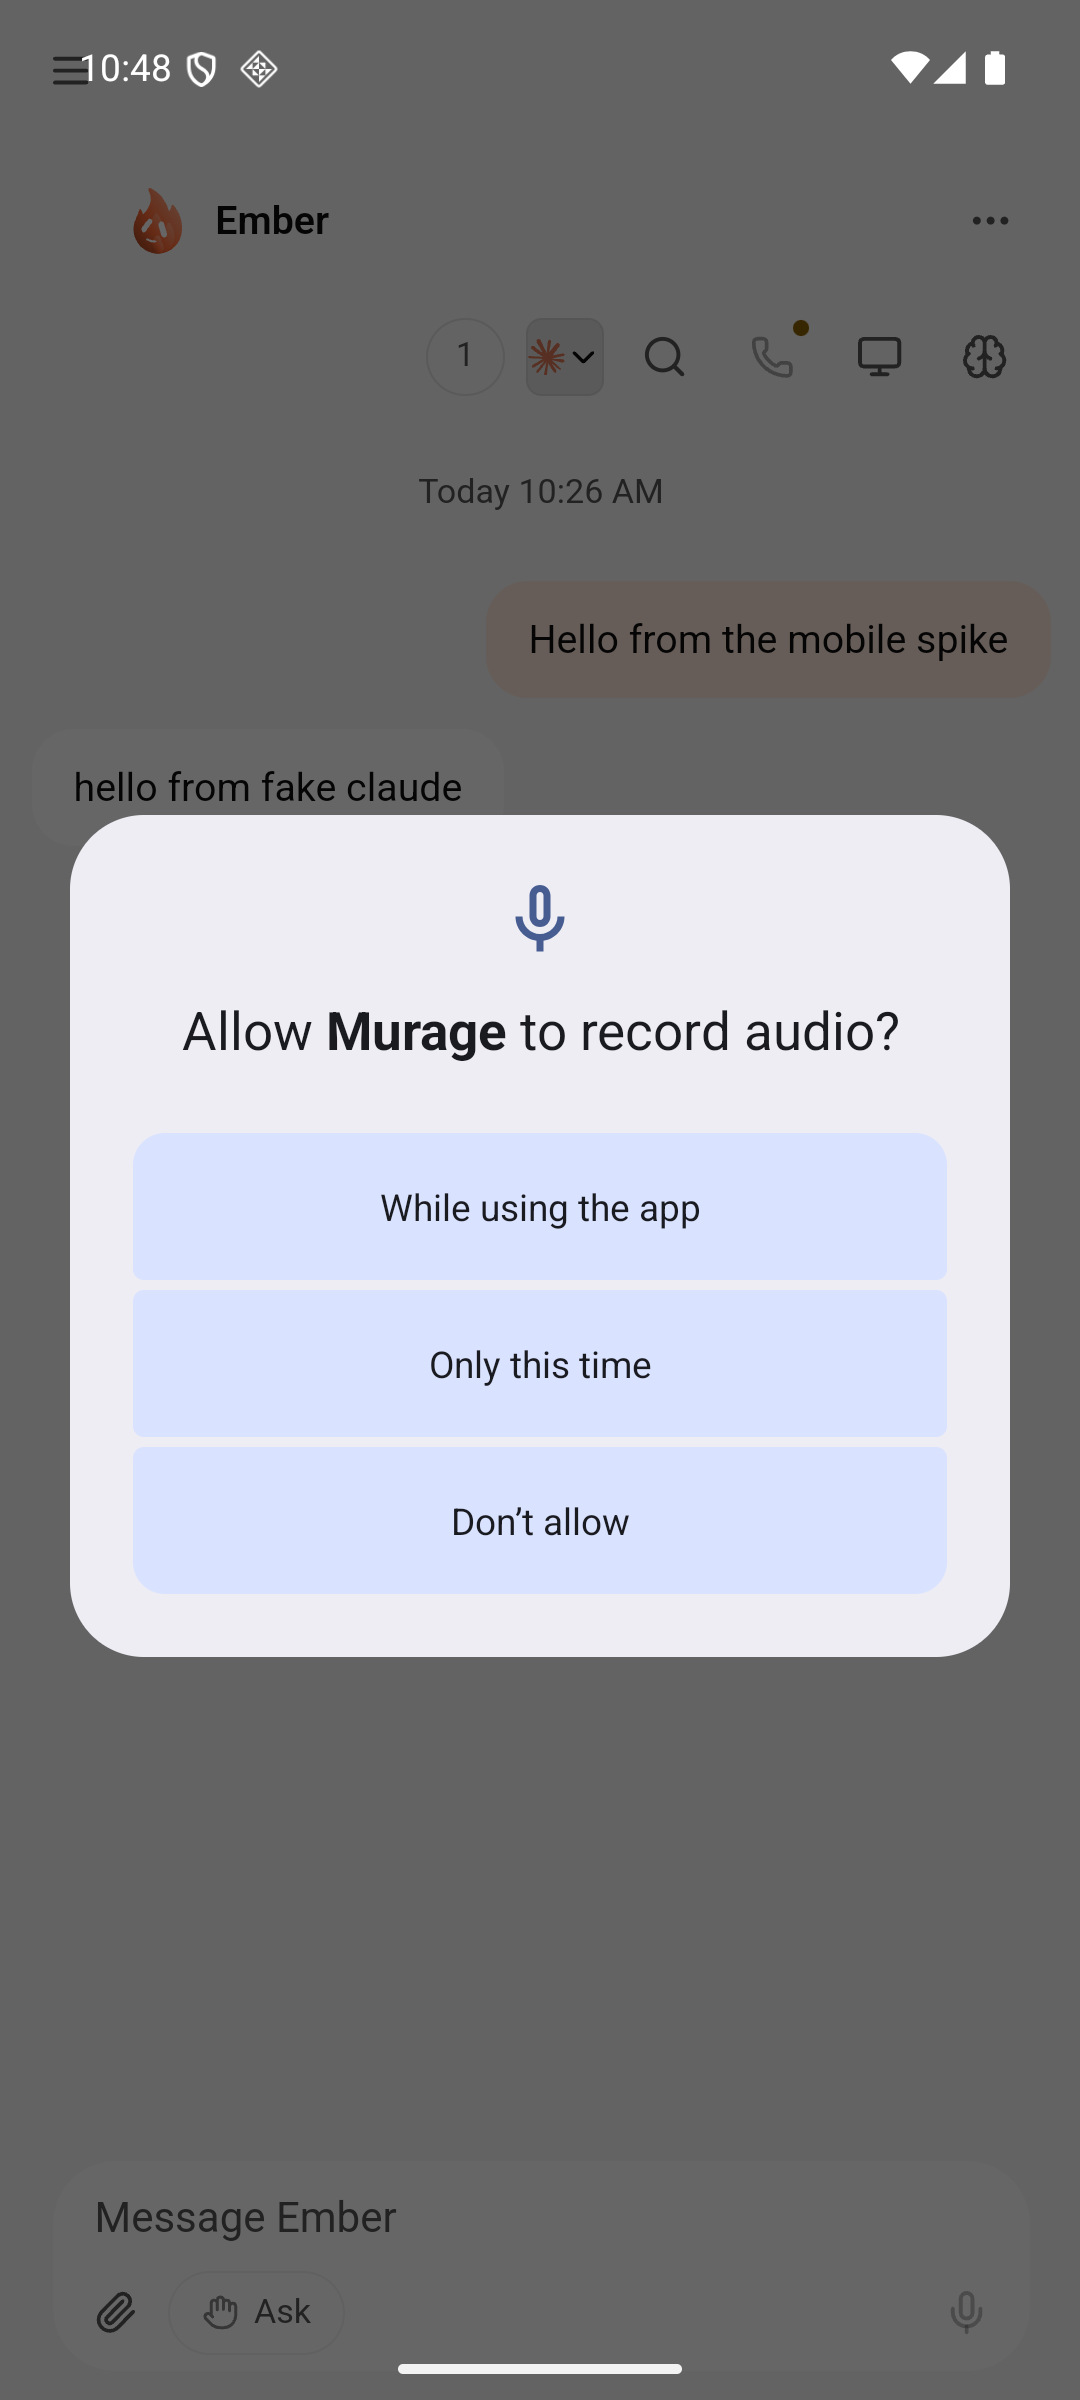 10:48
Ember
1
Today 10:26 AM
Hello from the mobile spike
hello from fake claude
Allow Murage to record audio?
While using the app
Only this time
Don’t allow
Message Ember
Ask